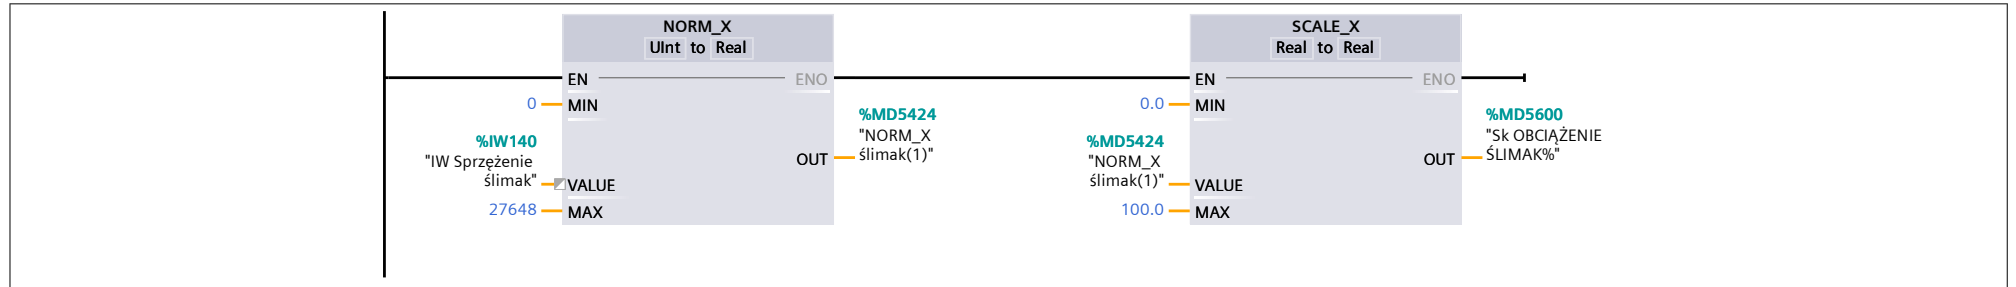 NORM_X
UInt to Real
EN
ENO
0
MIN
%IW140
"IW Sprzężenie
ślimak"
VALUE
27648
MAX
OUT
%MD5424
"NORM_X
ślimak(1)"
SCALE_X
Real to Real
EN
ENO
0.0
MIN
%MD5424
"NORM_X
ślimak(1)"
VALUE
100.0
MAX
OUT
%MD5600
"Sk OBCIĄŻENIE
ŚLIMAK%"